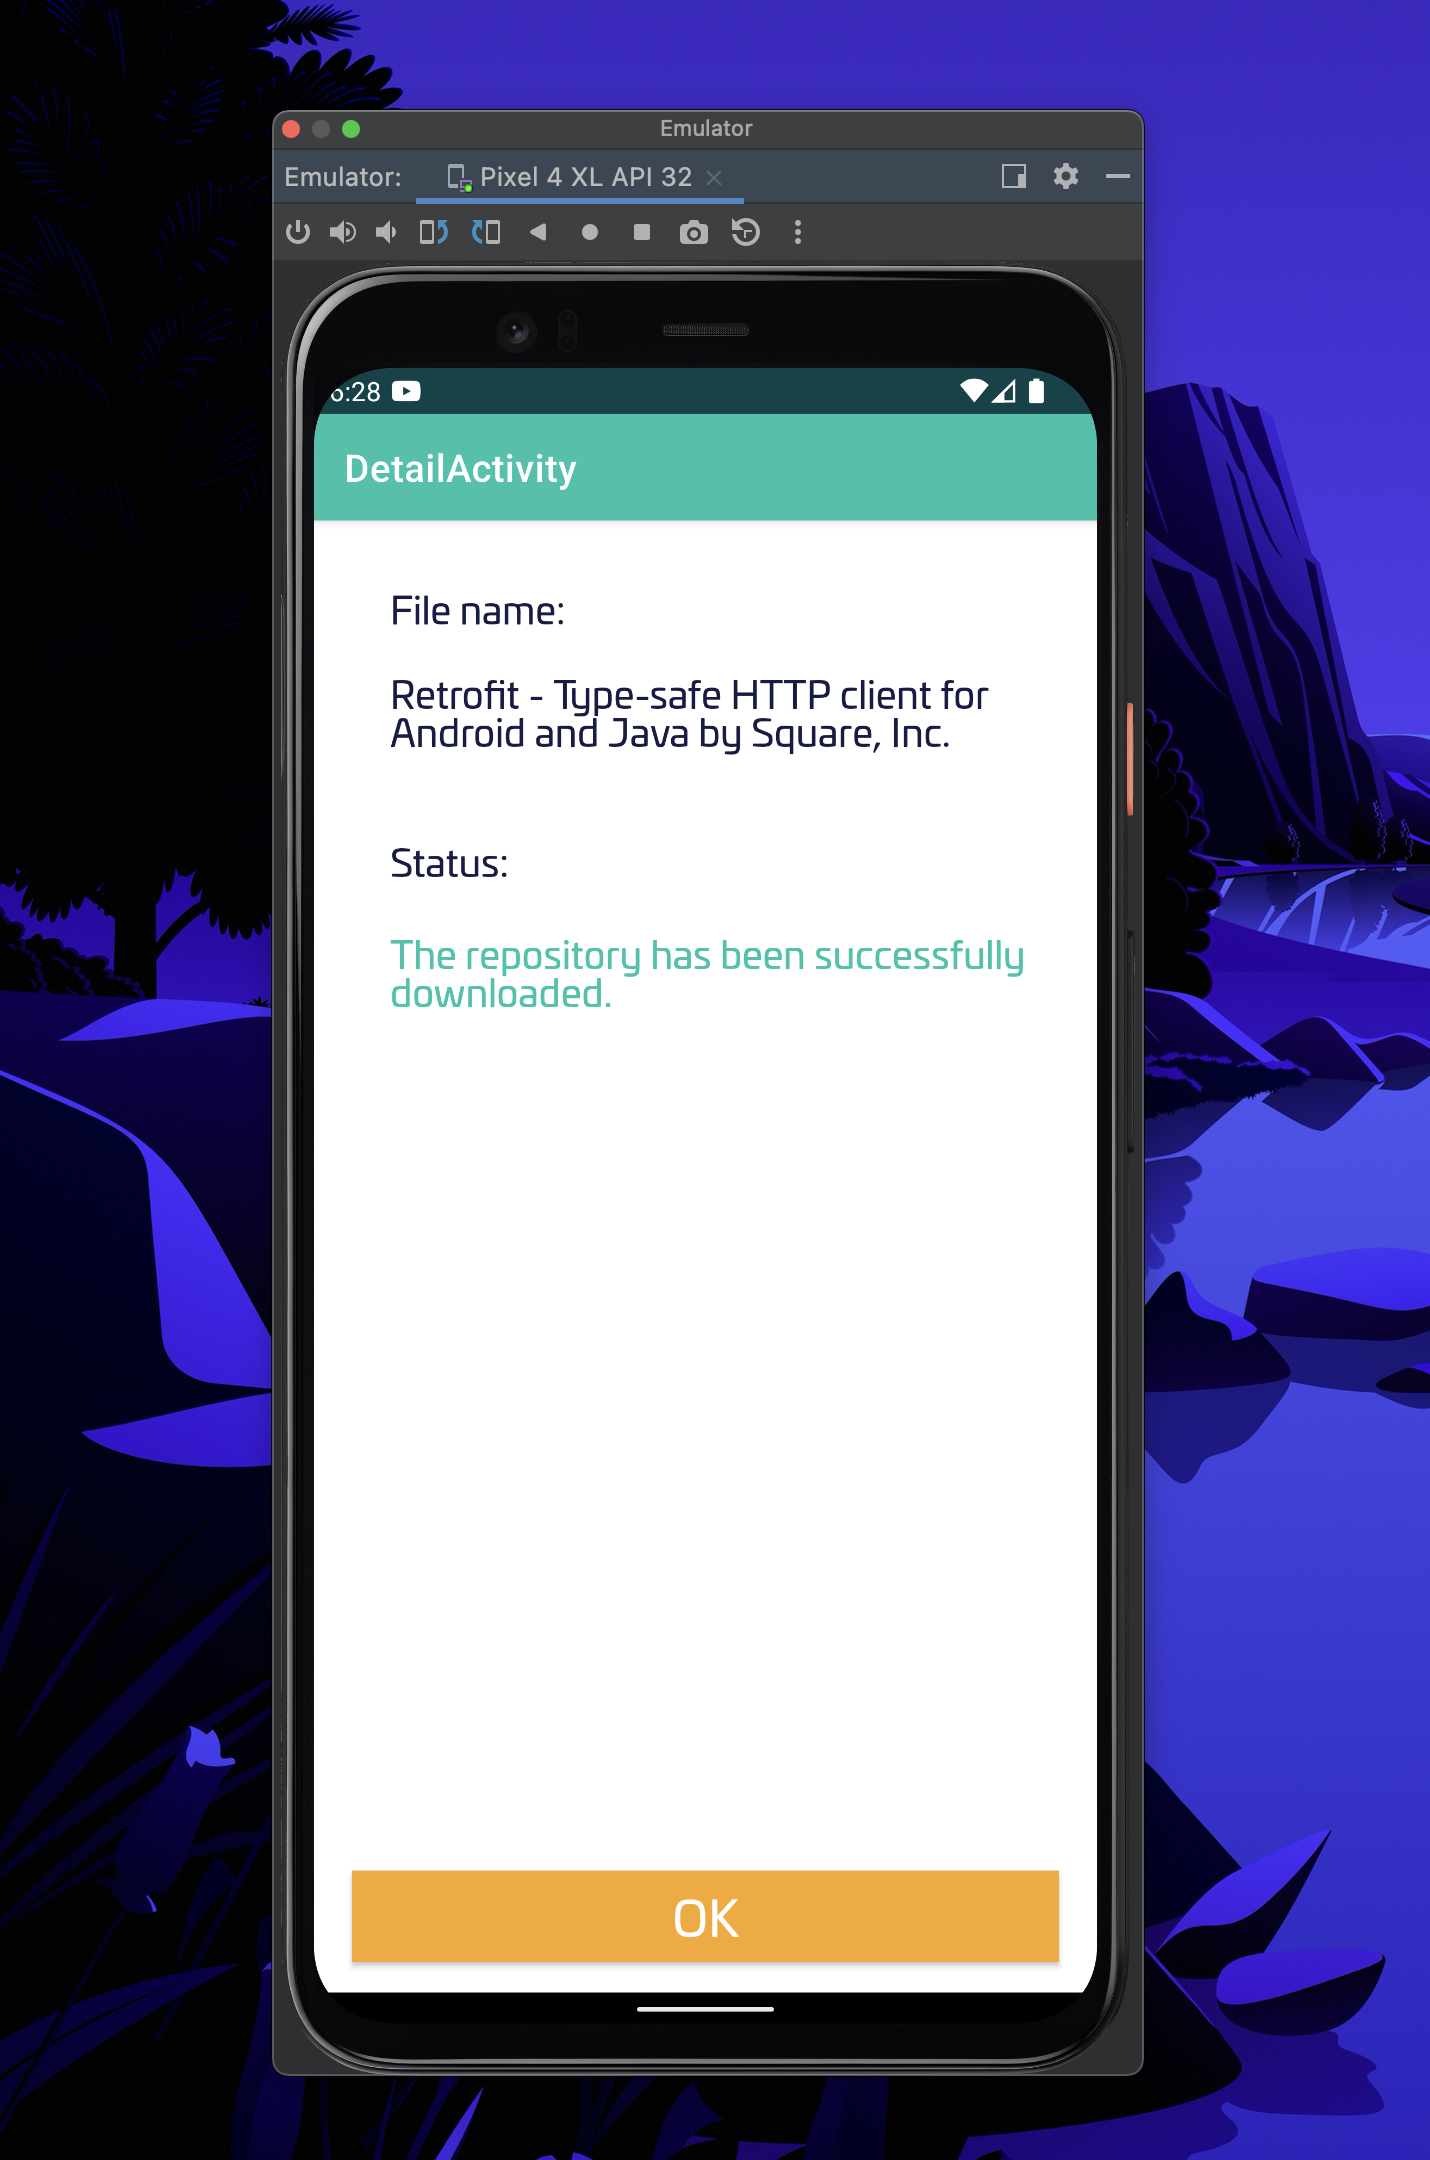 Emulator
Emulator: Pixel 4 XL API 32
6:28
DetailActivity
File name:
Retrofit - Type-safe HTTP client for
Android and Java by Square, Inc.
Status:
The repository has been successfully
downloaded.
OK